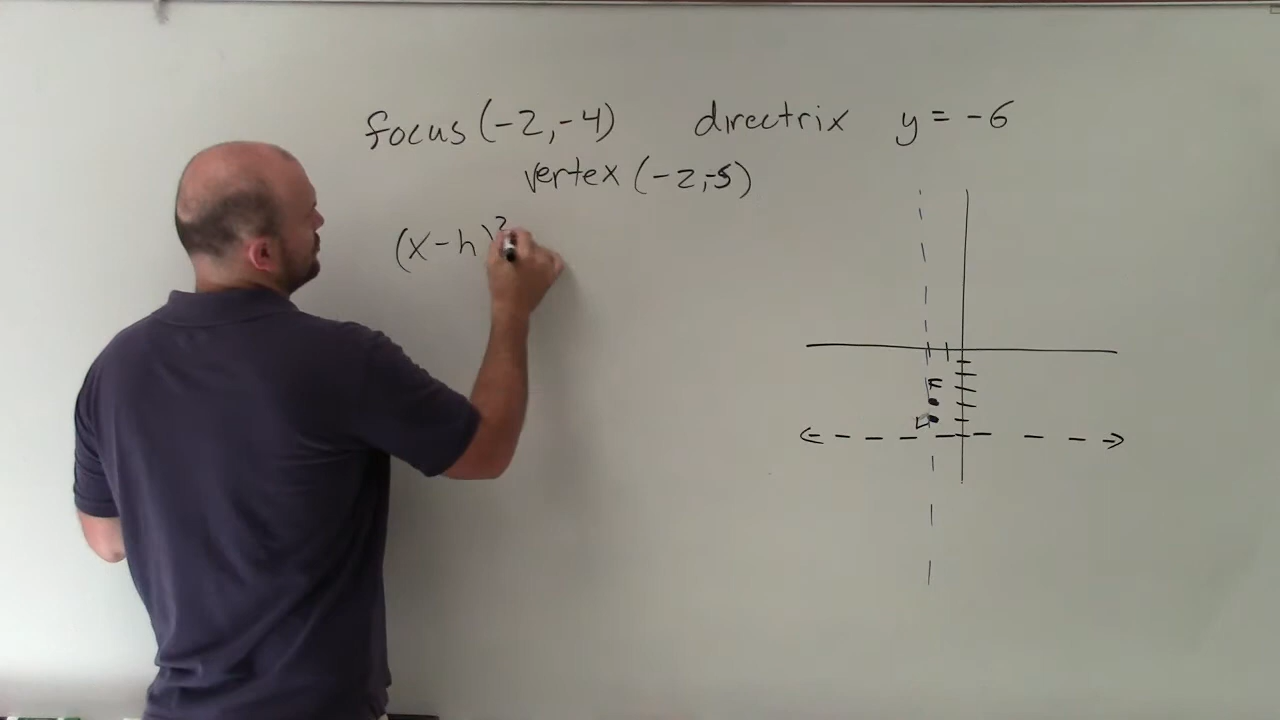 focus (-2,-4) directrix y = -6
vertex (-2,-5)
(x-h)²
F